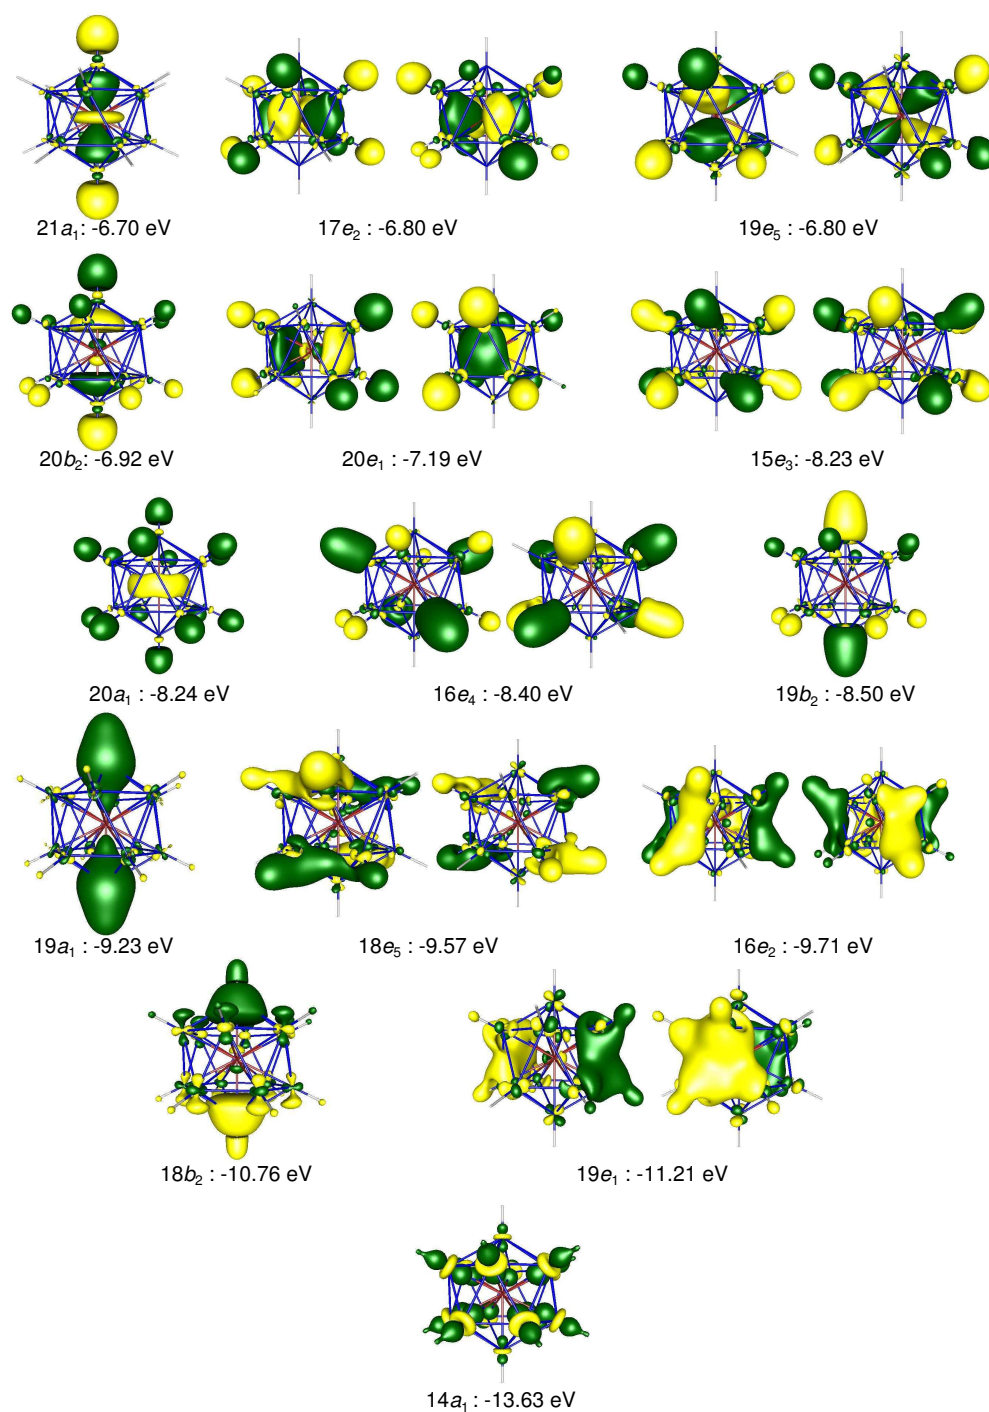 21a₁: -6.70 eV
17e₂ : -6.80 eV
19e₅ : -6.80 eV
20b₂: -6.92 eV
20e₁ : -7.19 eV
15e₃: -8.23 eV
20a₁ : -8.24 eV
16e₄ : -8.40 eV
19b₂ : -8.50 eV
19a₁ : -9.23 eV
18e₅ : -9.57 eV
16e₂ : -9.71 eV
18b₂ : -10.76 eV
19e₁ : -11.21 eV
14a₁ : -13.63 eV